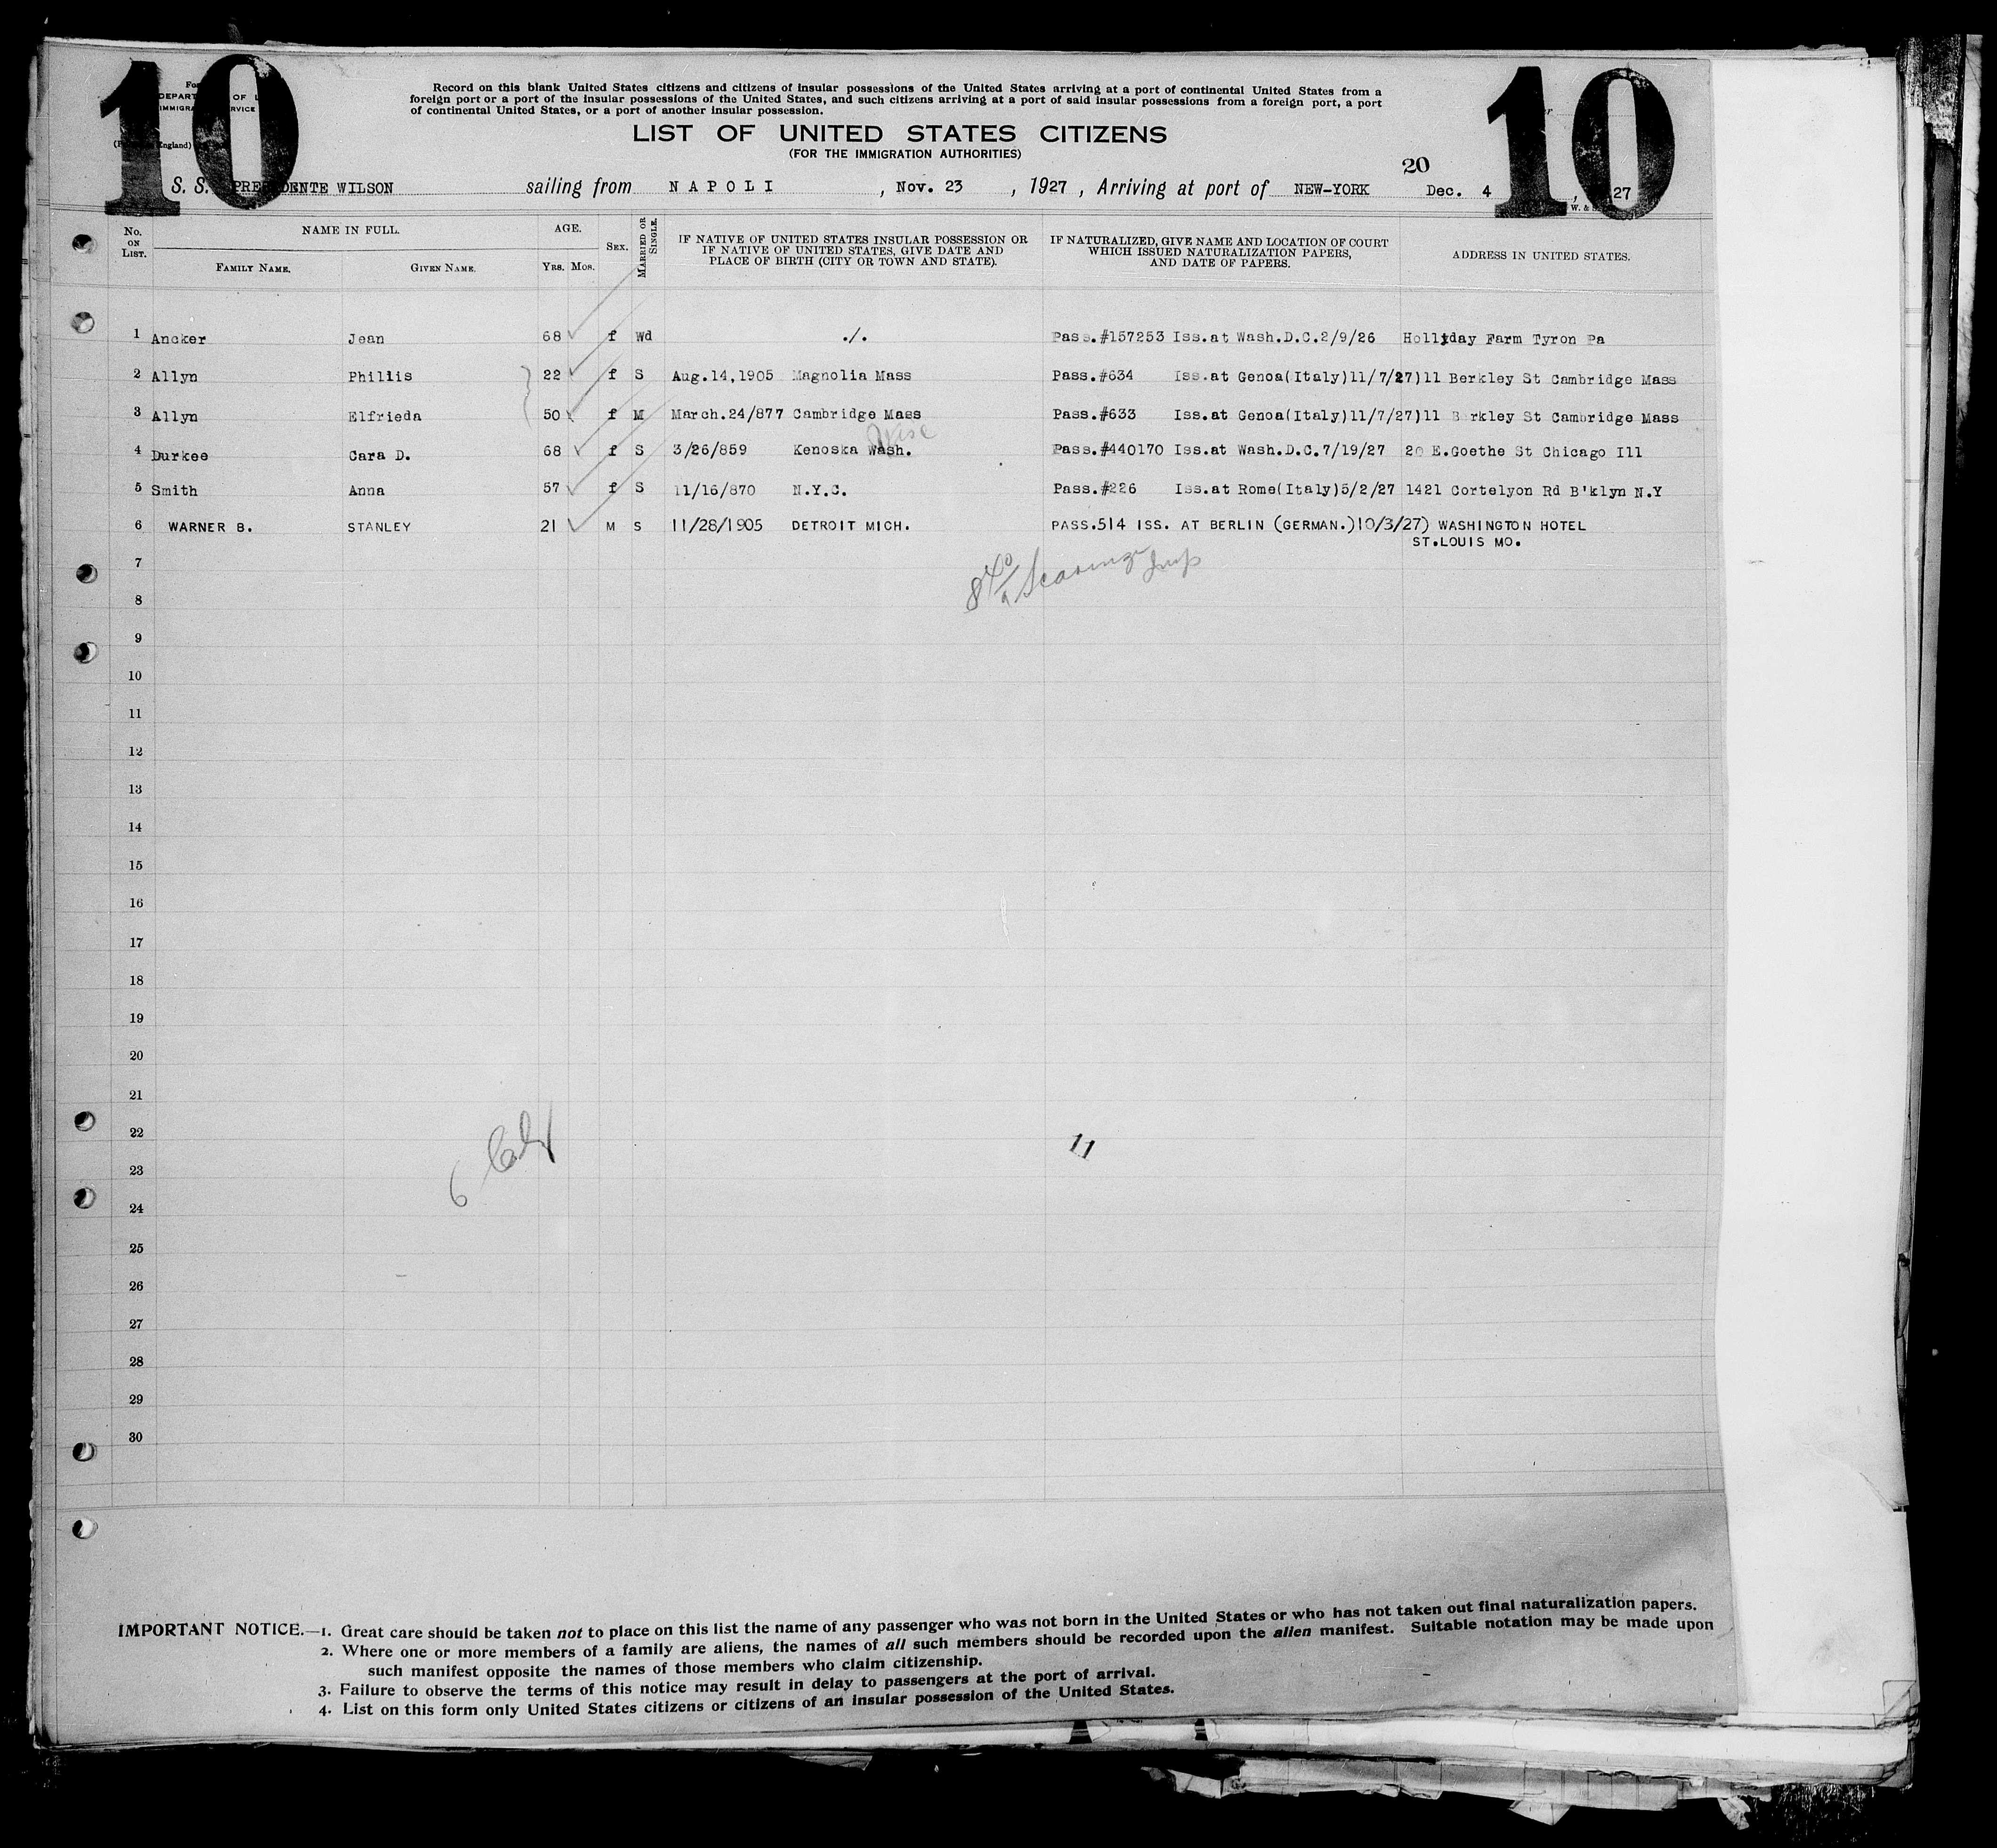 10 10
For
DEPART OF L
IMMIGRA RVICE
England)
Record on this blank United States citizens and citizens of insular possessions of the United States arriving at a port of continental United States from a
foreign port or a port of the insular possessions of the United States, and such citizens arriving at a port of said insular possessions from a foreign port, a port
of continental United States, or a port of another insular possession.
LIST OF UNITED STATES CITIZENS
(FOR THE IMMIGRATION AUTHORITIES)
20
S. S. PRESIDENTE WILSON sailing from NAPOLI , Nov. 23 , 1927 , Arriving at port of NEW-YORK Dec. 4 , 27
W. & S.
No. ON LIST. NAME IN FULL. AGE. SEX. MARRIED OR SINGLE. IF NATIVE OF UNITED STATES INSULAR POSSESSION OR IF NATIVE OF UNITED STATES, GIVE DATE AND PLACE OF BIRTH (CITY OR TOWN AND STATE). IF NATURALIZED, GIVE NAME AND LOCATION OF COURT WHICH ISSUED NATURALIZATION PAPERS, AND DATE OF PAPERS. ADDRESS IN UNITED STATES.
FAMILY NAME. GIVEN NAME. YRS. MOS.
1 Ancker Jean 68 f Wd ./. Pass.#157253 Iss.at Wash.D.C.2/9/26 Holliday Farm Tyron Pa
2 Allyn Phillis 22 f S Aug.14,1905 Magnolia Mass Pass.#634 Iss.at Genoa(Italy)11/7/27)11 Berkley St Cambridge Mass
3 Allyn Elfrieda 50 f M March.24/877 Cambridge Mass Pass.#633 Iss.at Genoa(Italy)11/7/27)11 Berkley St Cambridge Mass
Wisc
4 Durkee Cara D. 68 f S 3/26/859 Kenoska Wash. Pass.#440170 Iss.at Wash.D.C.7/19/27 20 E.Goethe St Chicago Ill
5 Smith Anna 57 f S 11/16/870 N.Y.C. Pass.#226 Iss.at Rome(Italy)5/2/27 1421 Cortelyon Rd B'klyn N.Y
6 WARNER B. STANLEY 21 M S 11/28/1905 DETROIT MICH. PASS.514 ISS. AT BERLIN (GERMAN.)10/3/27) WASHINGTON HOTEL
ST.LOUIS MO.
7
8
9
10
11
12
13
14
15
16
17
18
19
20
21
22
11
23
6
24
25
26
27
28
29
30
IMPORTANT NOTICE.—1. Great care should be taken not to place on this list the name of any passenger who was not born in the United States or who has not taken out final naturalization papers.
2. Where one or more members of a family are aliens, the names of all such members should be recorded upon the alien manifest. Suitable notation may be made upon
such manifest opposite the names of those members who claim citizenship.
3. Failure to observe the terms of this notice may result in delay to passengers at the port of arrival.
4. List on this form only United States citizens or citizens of an insular possession of the United States.